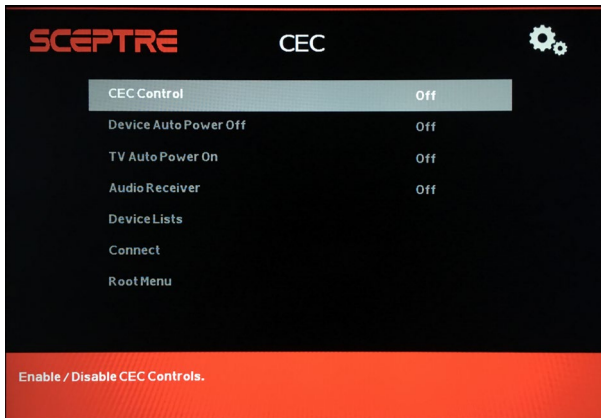 SCEPTRE CEC
CEC Control Off
Device Auto Power Off Off
TV Auto Power On Off
Audio Receiver Off
Device Lists
Connect
Root Menu
Enable / Disable CEC Controls.